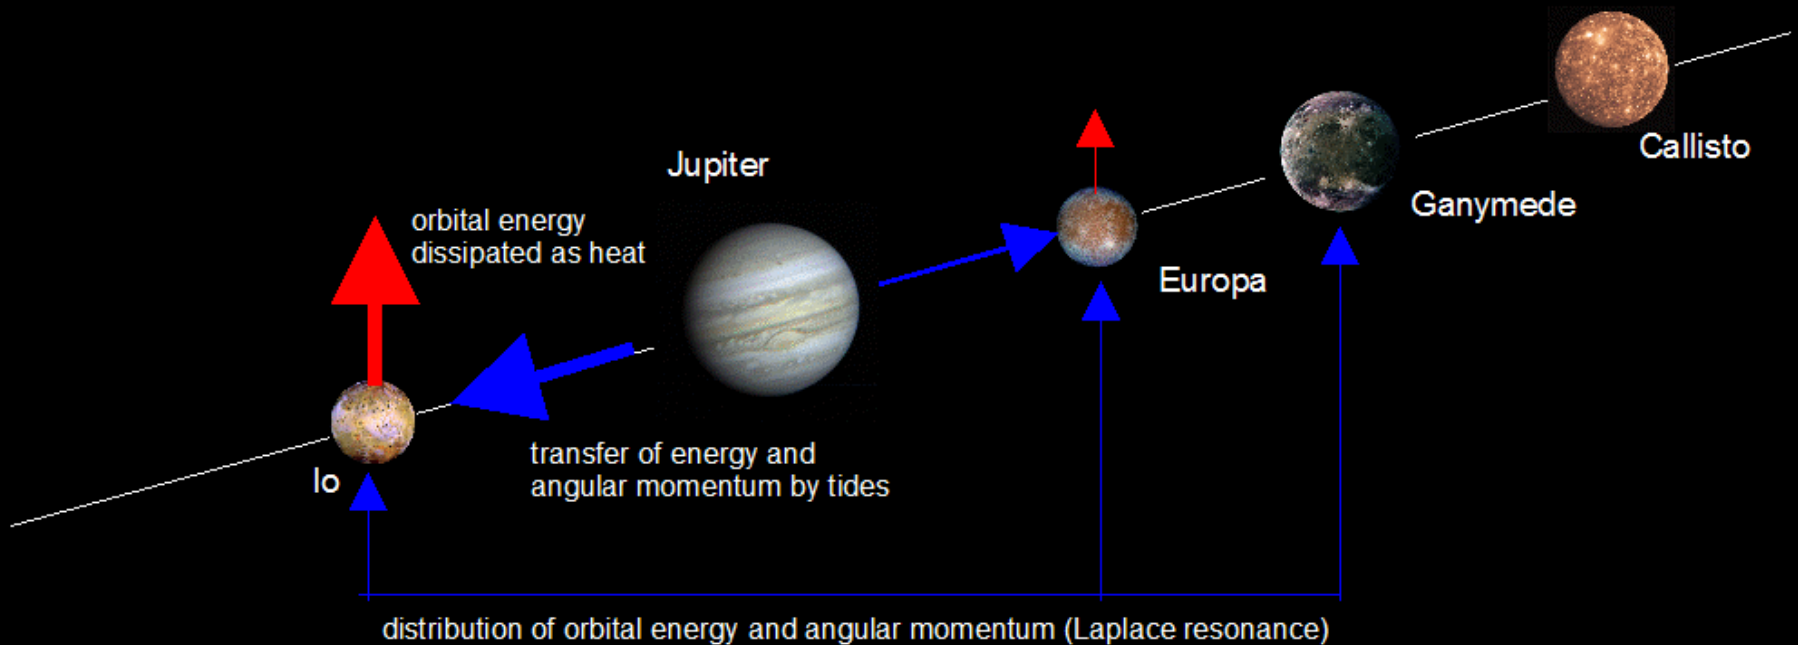 Callisto
Jupiter
Ganymede
orbital energy
dissipated as heat
Europa
transfer of energy and
angular momentum by tides
Io
distribution of orbital energy and angular momentum (Laplace resonance)